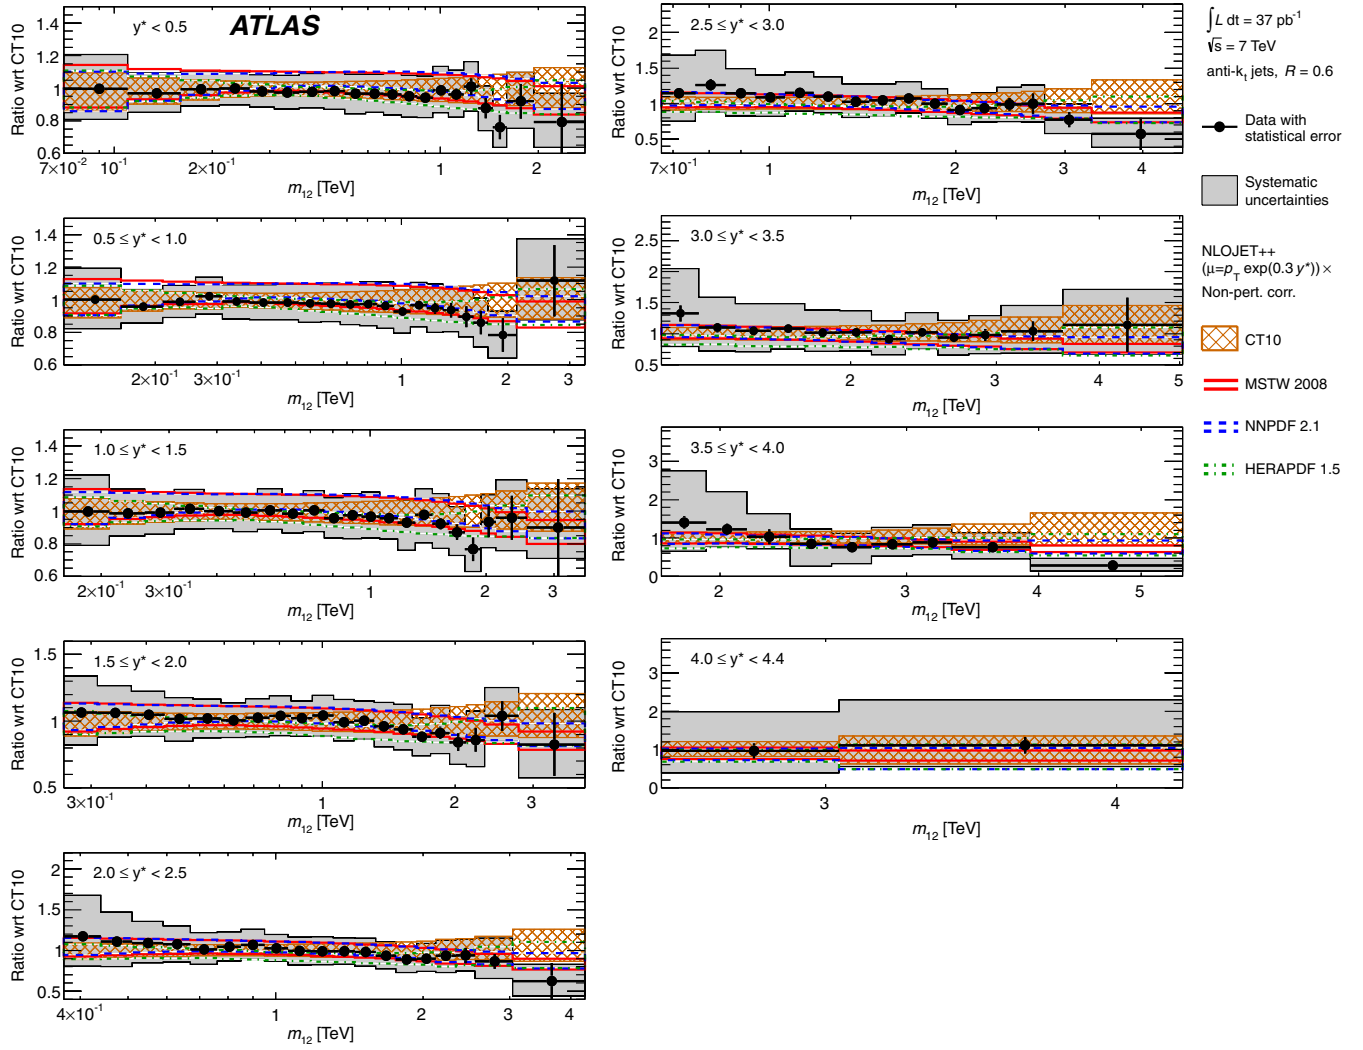 y* < 0.5
ATLAS
Ratio wrt CT10
1.4
1.2
1
0.8
0.6
7×10⁻² 10⁻¹ 2×10⁻¹ 1 2
m₁₂ [TeV]
0.5 ≤ y* < 1.0
Ratio wrt CT10
1.4
1.2
1
0.8
0.6
2×10⁻¹ 3×10⁻¹ 1 2 3
m₁₂ [TeV]
1.0 ≤ y* < 1.5
Ratio wrt CT10
1.4
1.2
1
0.8
0.6
2×10⁻¹ 3×10⁻¹ 1 2 3
m₁₂ [TeV]
1.5 ≤ y* < 2.0
Ratio wrt CT10
1.5
1
0.5
3×10⁻¹ 1 2 3
m₁₂ [TeV]
2.0 ≤ y* < 2.5
Ratio wrt CT10
2
1.5
1
0.5
4×10⁻¹ 1 2 3 4
m₁₂ [TeV]
2.5 ≤ y* < 3.0
Ratio wrt CT10
2
1.5
1
0.5
7×10⁻¹ 1 2 3 4
m₁₂ [TeV]
3.0 ≤ y* < 3.5
Ratio wrt CT10
2.5
2
1.5
1
0.5
2 3 4 5
m₁₂ [TeV]
3.5 ≤ y* < 4.0
Ratio wrt CT10
3
2
1
0
2 3 4 5
m₁₂ [TeV]
4.0 ≤ y* < 4.4
Ratio wrt CT10
3
2
1
0
3 4
m₁₂ [TeV]
∫L dt = 37 pb⁻¹
√s = 7 TeV
anti-kₜ jets, R = 0.6
Data with
statistical error
Systematic
uncertainties
NLOJET++
(μ=p_T exp(0.3 y*)) ×
Non-pert. corr.
CT10
MSTW 2008
NNPDF 2.1
HERAPDF 1.5